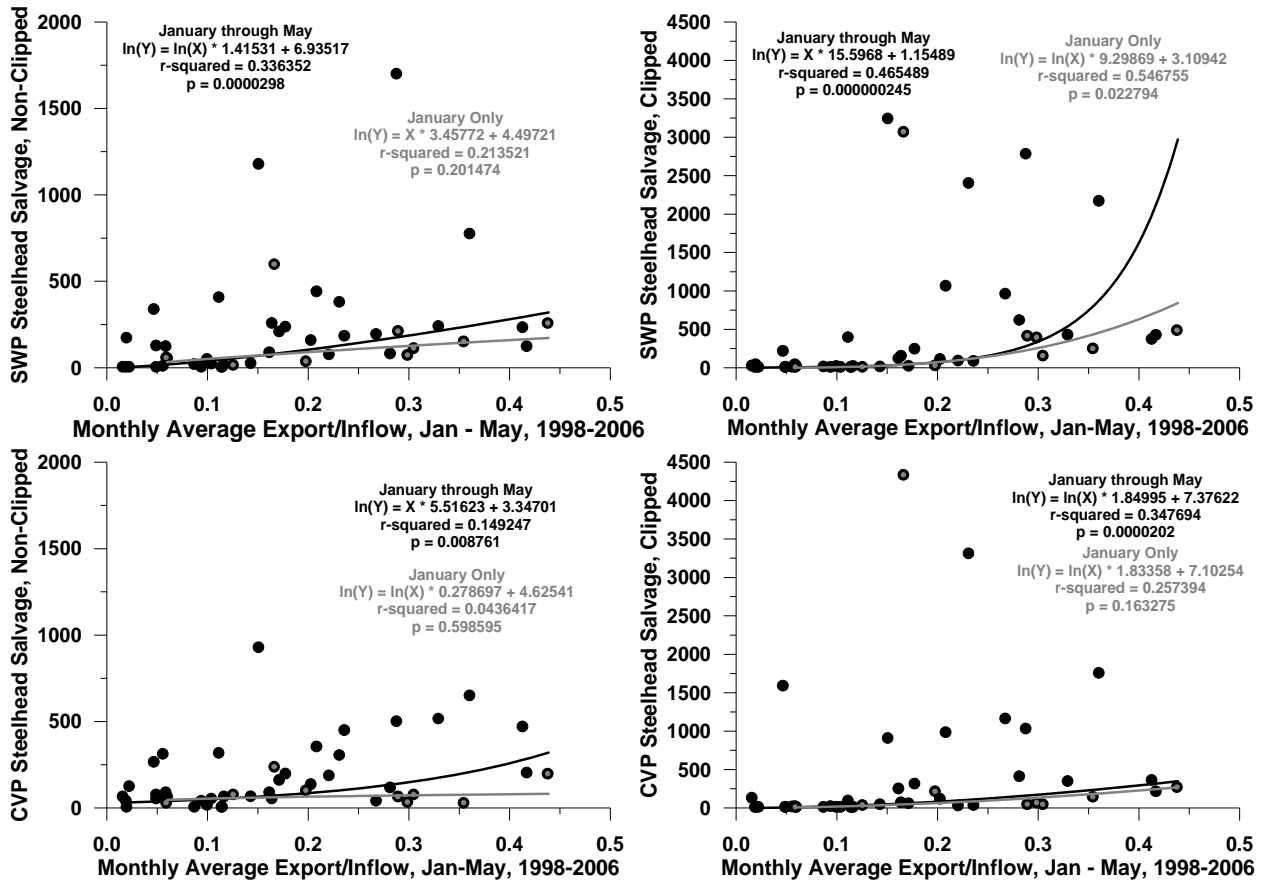 2000
1500
1000
500
0
SWP Steelhead Salvage, Non-Clipped
January through May
ln(Y) = ln(X) * 1.41531 + 6.93517
r-squared = 0.336352
p = 0.0000298
January Only
ln(Y) = X * 3.45772 + 4.49721
r-squared = 0.213521
p = 0.201474
0.0 0.1 0.2 0.3 0.4 0.5
Monthly Average Export/Inflow, Jan - May, 1998-2006
4500
4000
3500
3000
2500
2000
1500
1000
500
0
SWP Steelhead Salvage, Clipped
January through May
ln(Y) = X * 15.5968 + 1.15489
r-squared = 0.465489
p = 0.000000245
January Only
ln(Y) = ln(X) * 9.29869 + 3.10942
r-squared = 0.546755
p = 0.022794
0.0 0.1 0.2 0.3 0.4 0.5
Monthly Average Export/Inflow, Jan-May, 1998-2006
2000
1500
1000
500
0
CVP Steelhead Salvage, Non-Clipped
January through May
ln(Y) = X * 5.51623 + 3.34701
r-squared = 0.149247
p = 0.008761
January Only
ln(Y) = ln(X) * 0.278697 + 4.62541
r-squared = 0.0436417
p = 0.598595
0.0 0.1 0.2 0.3 0.4 0.5
Monthly Average Export/Inflow, Jan-May, 1998-2006
4500
4000
3500
3000
2500
2000
1500
1000
500
0
CVP Steelhead Salvage, Clipped
January through May
ln(Y) = ln(X) * 1.84995 + 7.37622
r-squared = 0.347694
p = 0.0000202
January Only
ln(Y) = ln(X) * 1.83358 + 7.10254
r-squared = 0.257394
p = 0.163275
0.0 0.1 0.2 0.3 0.4 0.5
Monthly Average Export/Inflow, Jan - May, 1998-2006